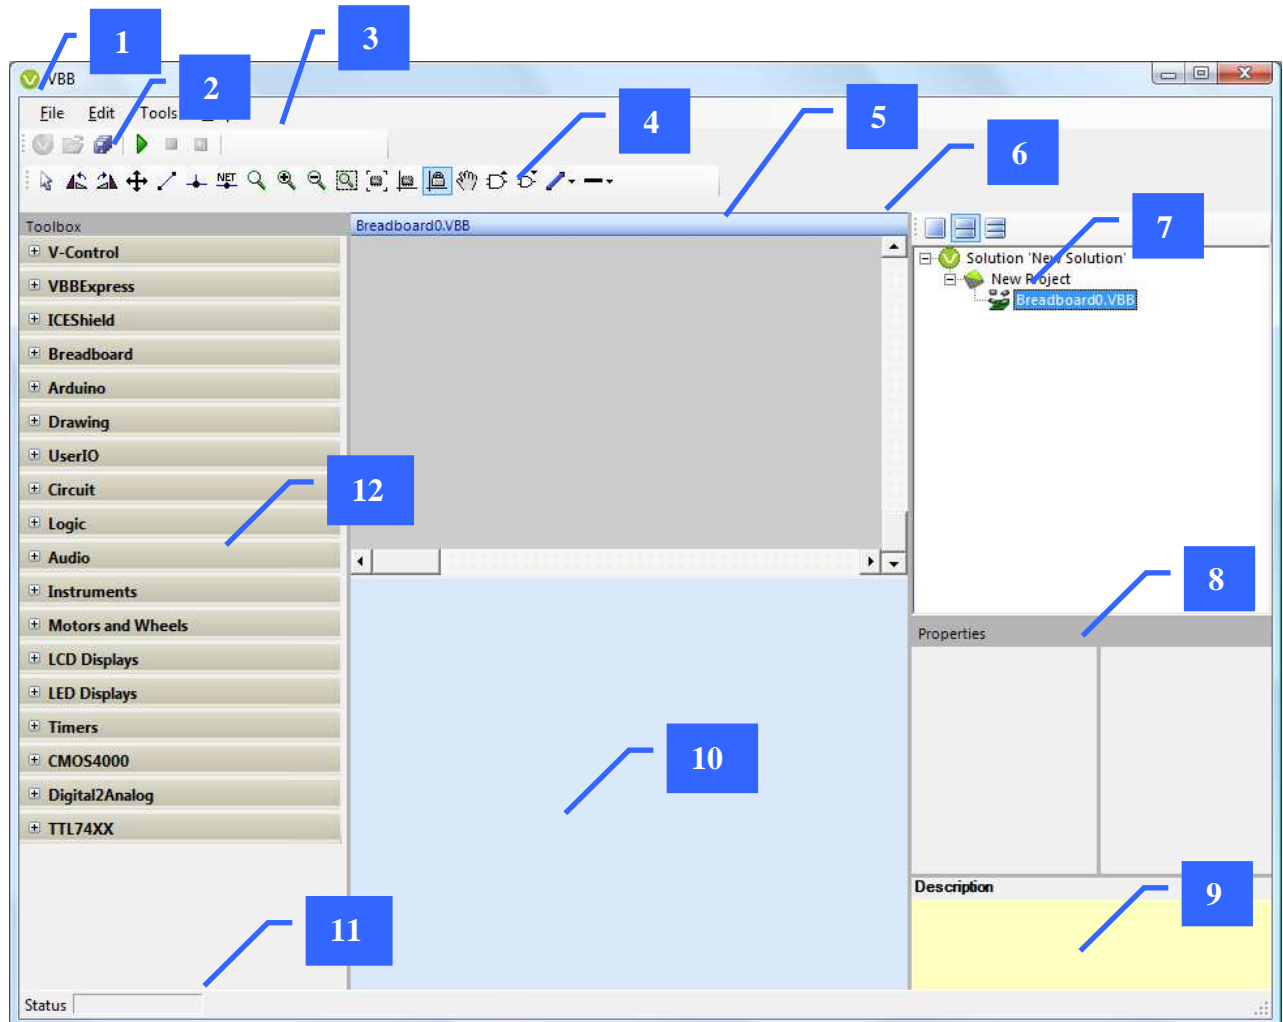 1
3
2
VBB
File Edit Tools
4
5
6
NET
7
Toolbox
Breadboard0.VBB
V-Control
VBBExpress
ICEShield
Breadboard
Arduino
Drawing
UserIO
Circuit
Logic
Audio
Instruments
Motors and Wheels
LCD Displays
LED Displays
Timers
CMOS4000
Digital2Analog
TTL74XX
12
Solution 'New Solution'
New Project
Breadboard0.VBB
8
Properties
10
Description
9
11
Status